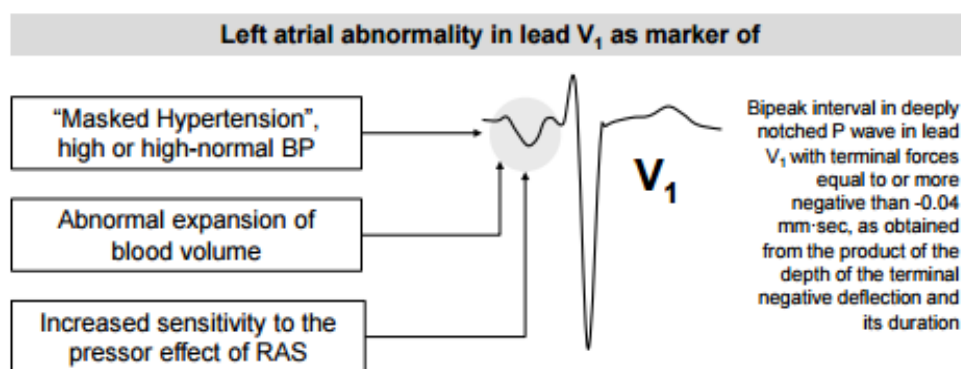 Left atrial abnormality in lead V₁ as marker of
“Masked Hypertension”,
high or high-normal BP
Abnormal expansion of
blood volume
Increased sensitivity to the
pressor effect of RAS
V₁
Bipeak interval in deeply
notched P wave in lead
V₁ with terminal forces
equal to or more
negative than -0.04
mm·sec, as obtained
from the product of the
depth of the terminal
negative deflection and
its duration